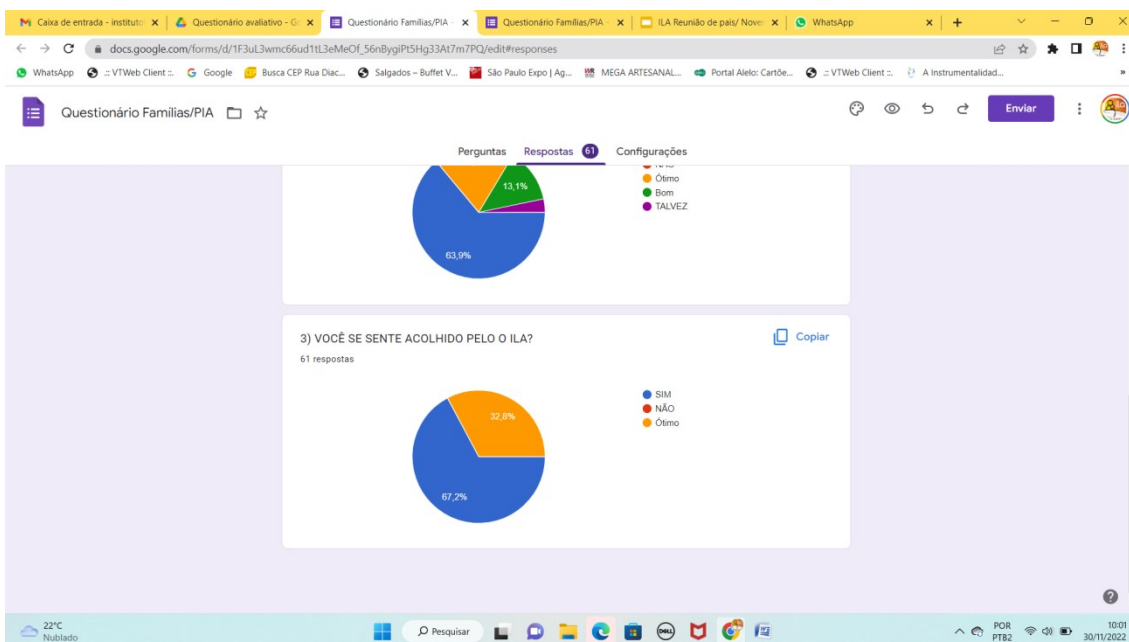 Caixa de entrada - instituto
Questionário avaliativo - G
Questionário Famílias/PIA -
Questionário Famílias/PIA -
ILA Reunião de pais/ Nove
WhatsApp
docs.google.com/forms/d/1F3uL3wmc66ud1tL3eMeOf_56nBygiPt5Hg33At7m7PQ/edit#responses
WhatsApp
.:: VTWeb Client ::.
Google
Busca CEP Rua Diac...
Salgados – Buffet V...
São Paulo Expo | Ag...
MEGA ARTESANAL...
Portal Alelo: Cartõe...
.:: VTWeb Client ::.
A Instrumentalidad...
Questionário Famílias/PIA
Enviar
Perguntas Respostas 61 Configurações
Ótimo
Bom
TALVEZ
13,1%
63,9%
3) VOCÊ SE SENTE ACOLHIDO PELO O ILA?
Copiar
61 respostas
SIM
NÃO
Ótimo
32,8%
67,2%
22°C
Nublado
Pesquisar
DELL
POR
PTB2
10:01
30/11/2022